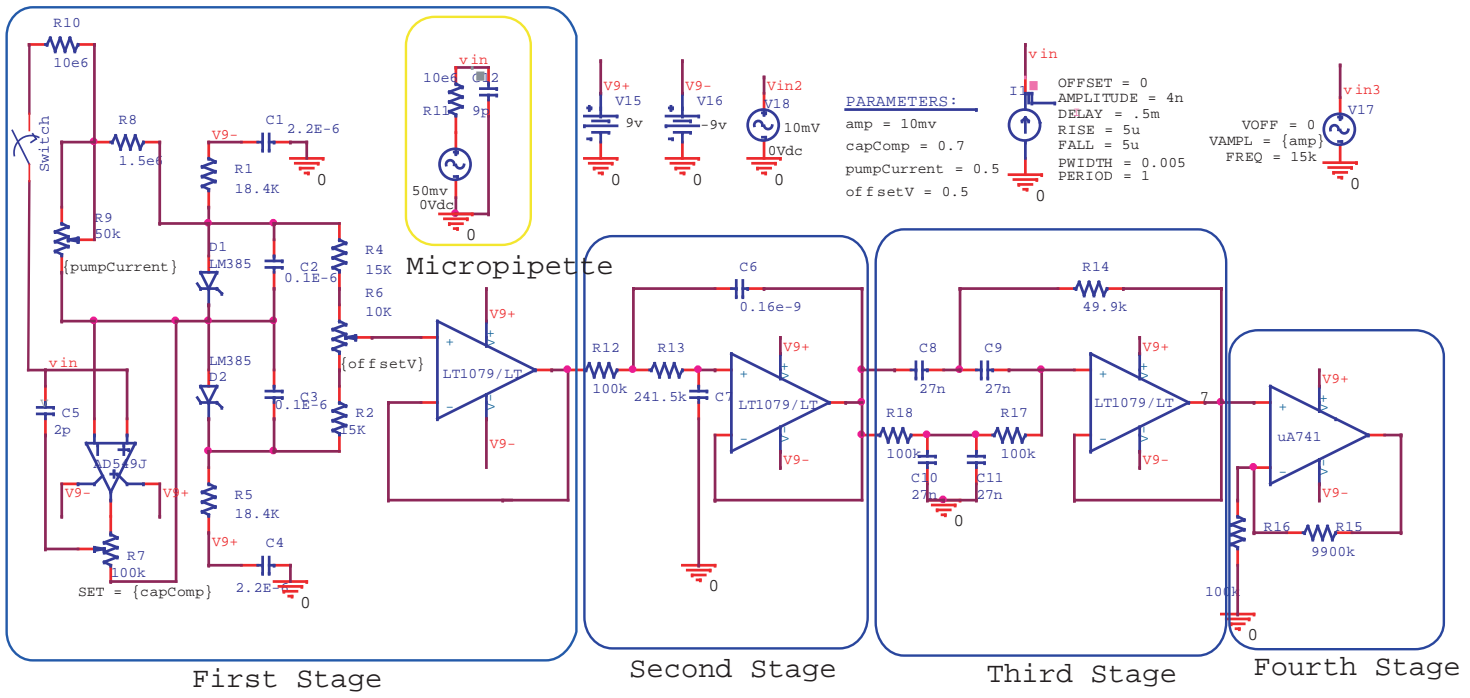 R10
10e6
Switch
R8
1.5e6
V9-
C1
2.2E-6
0
R1
18.4K
R9
50k
{pumpCurrent}
D1
LM385
C2
0.1E-6
R4
15K
R6
10K
{offsetV}
LM385
D2
C3
0.1E-6
R2
15K
vin
C5
2p
AD549J
V9-
V9+
R5
18.4K
V9+
C4
2.2E-6
0
R7
100k
SET = {capComp}
V9+
+
V+
LT1079/LT
-
V-
V9-
First Stage
vin
10e6
C12
R11
9p
50mv
0Vdc
0
Micropipette
V9+
V15
9v
0
V9-
V16
-9v
0
Vin2
V18
10mV
0Vdc
0
PARAMETERS:
amp = 10mv
capComp = 0.7
pumpCurrent = 0.5
offsetV = 0.5
vin
I1
OFFSET = 0
AMPLITUDE = 4n
DELAY = .5m
RISE = 5u
FALL = 5u
PWIDTH = 0.005
PERIOD = 1
0
vin3
V17
VOFF = 0
VAMPL = {amp}
FREQ = 15k
0
C6
0.16e-9
R12
100k
R13
241.5k
C7
V9+
+
V+
LT1079/LT
-
V-
V9-
0
Second Stage
R14
49.9k
C8
27n
C9
27n
R18
100k
R17
100k
C10
27n
C11
27n
0
V9+
+
V+
LT1079/LT
-
V-
V9-
7
Third Stage
V9+
+
V+
uA741
-
V-
V9-
R16
100k
R15
9900k
0
Fourth Stage